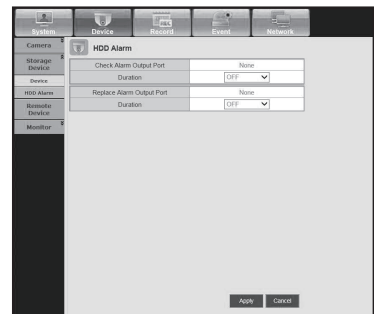 System Device Record Event Network
Camera
Storage Device
Device
HDD Alarm
Remote Device
Monitor
HDD Alarm
Check Alarm Output Port None
Duration OFF
Replace Alarm Output Port None
Duration OFF
Apply Cancel